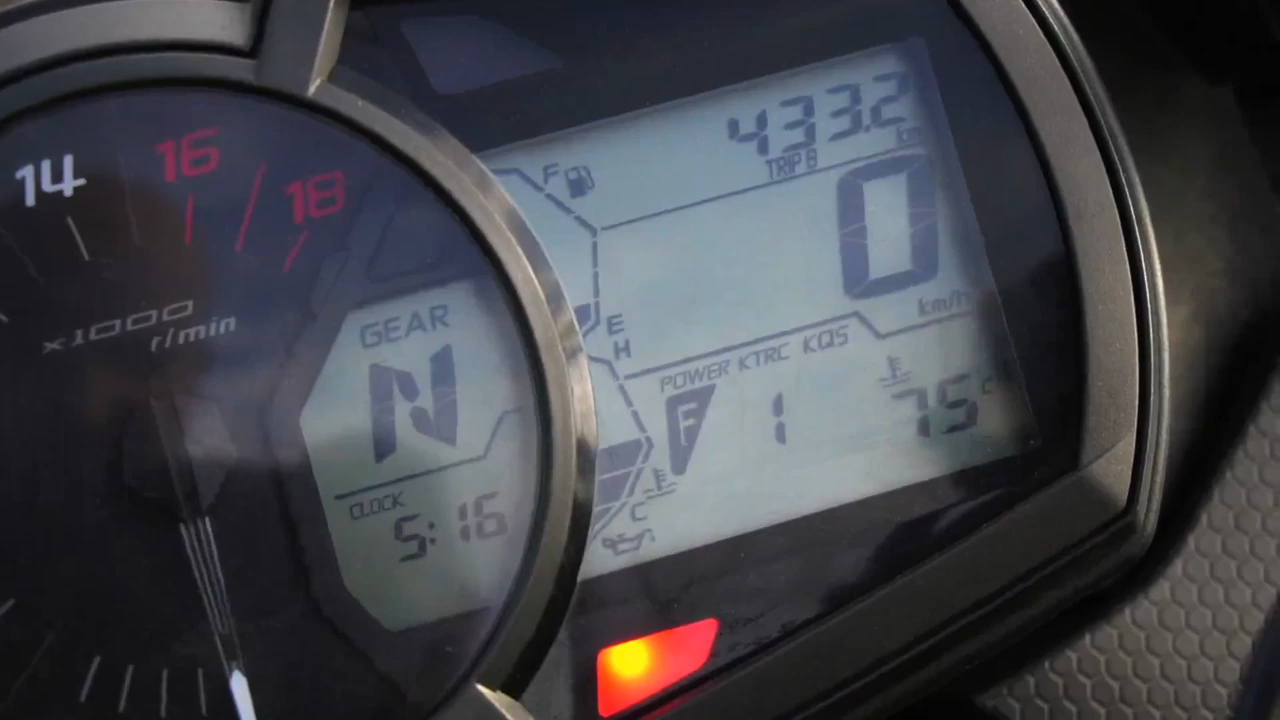 14
16
18
x1000
r/min
GEAR
N
CLOCK
5:16
F
E
H
C
433.2
km
TRIP B
0
km/h
POWER KTRC KQS
F
1
75°C